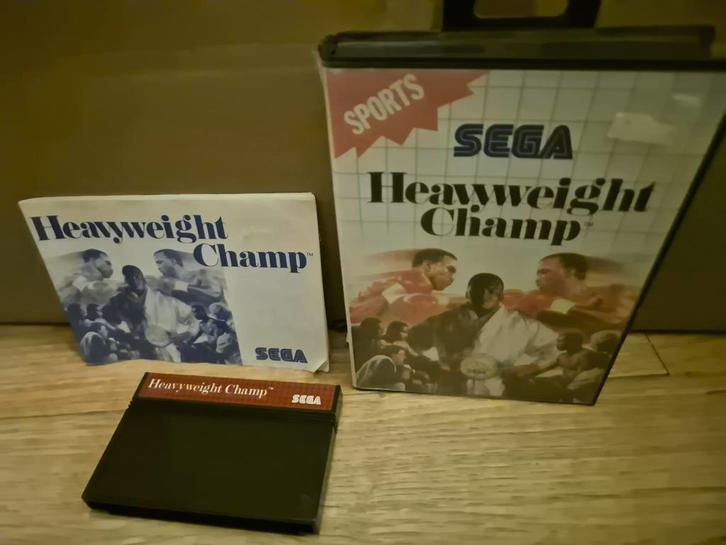 SPORTS
SEGA
Heavyweight
Champ™
Heavyweight
Champ™
SEGA
Heavyweight Champ™
SEGA